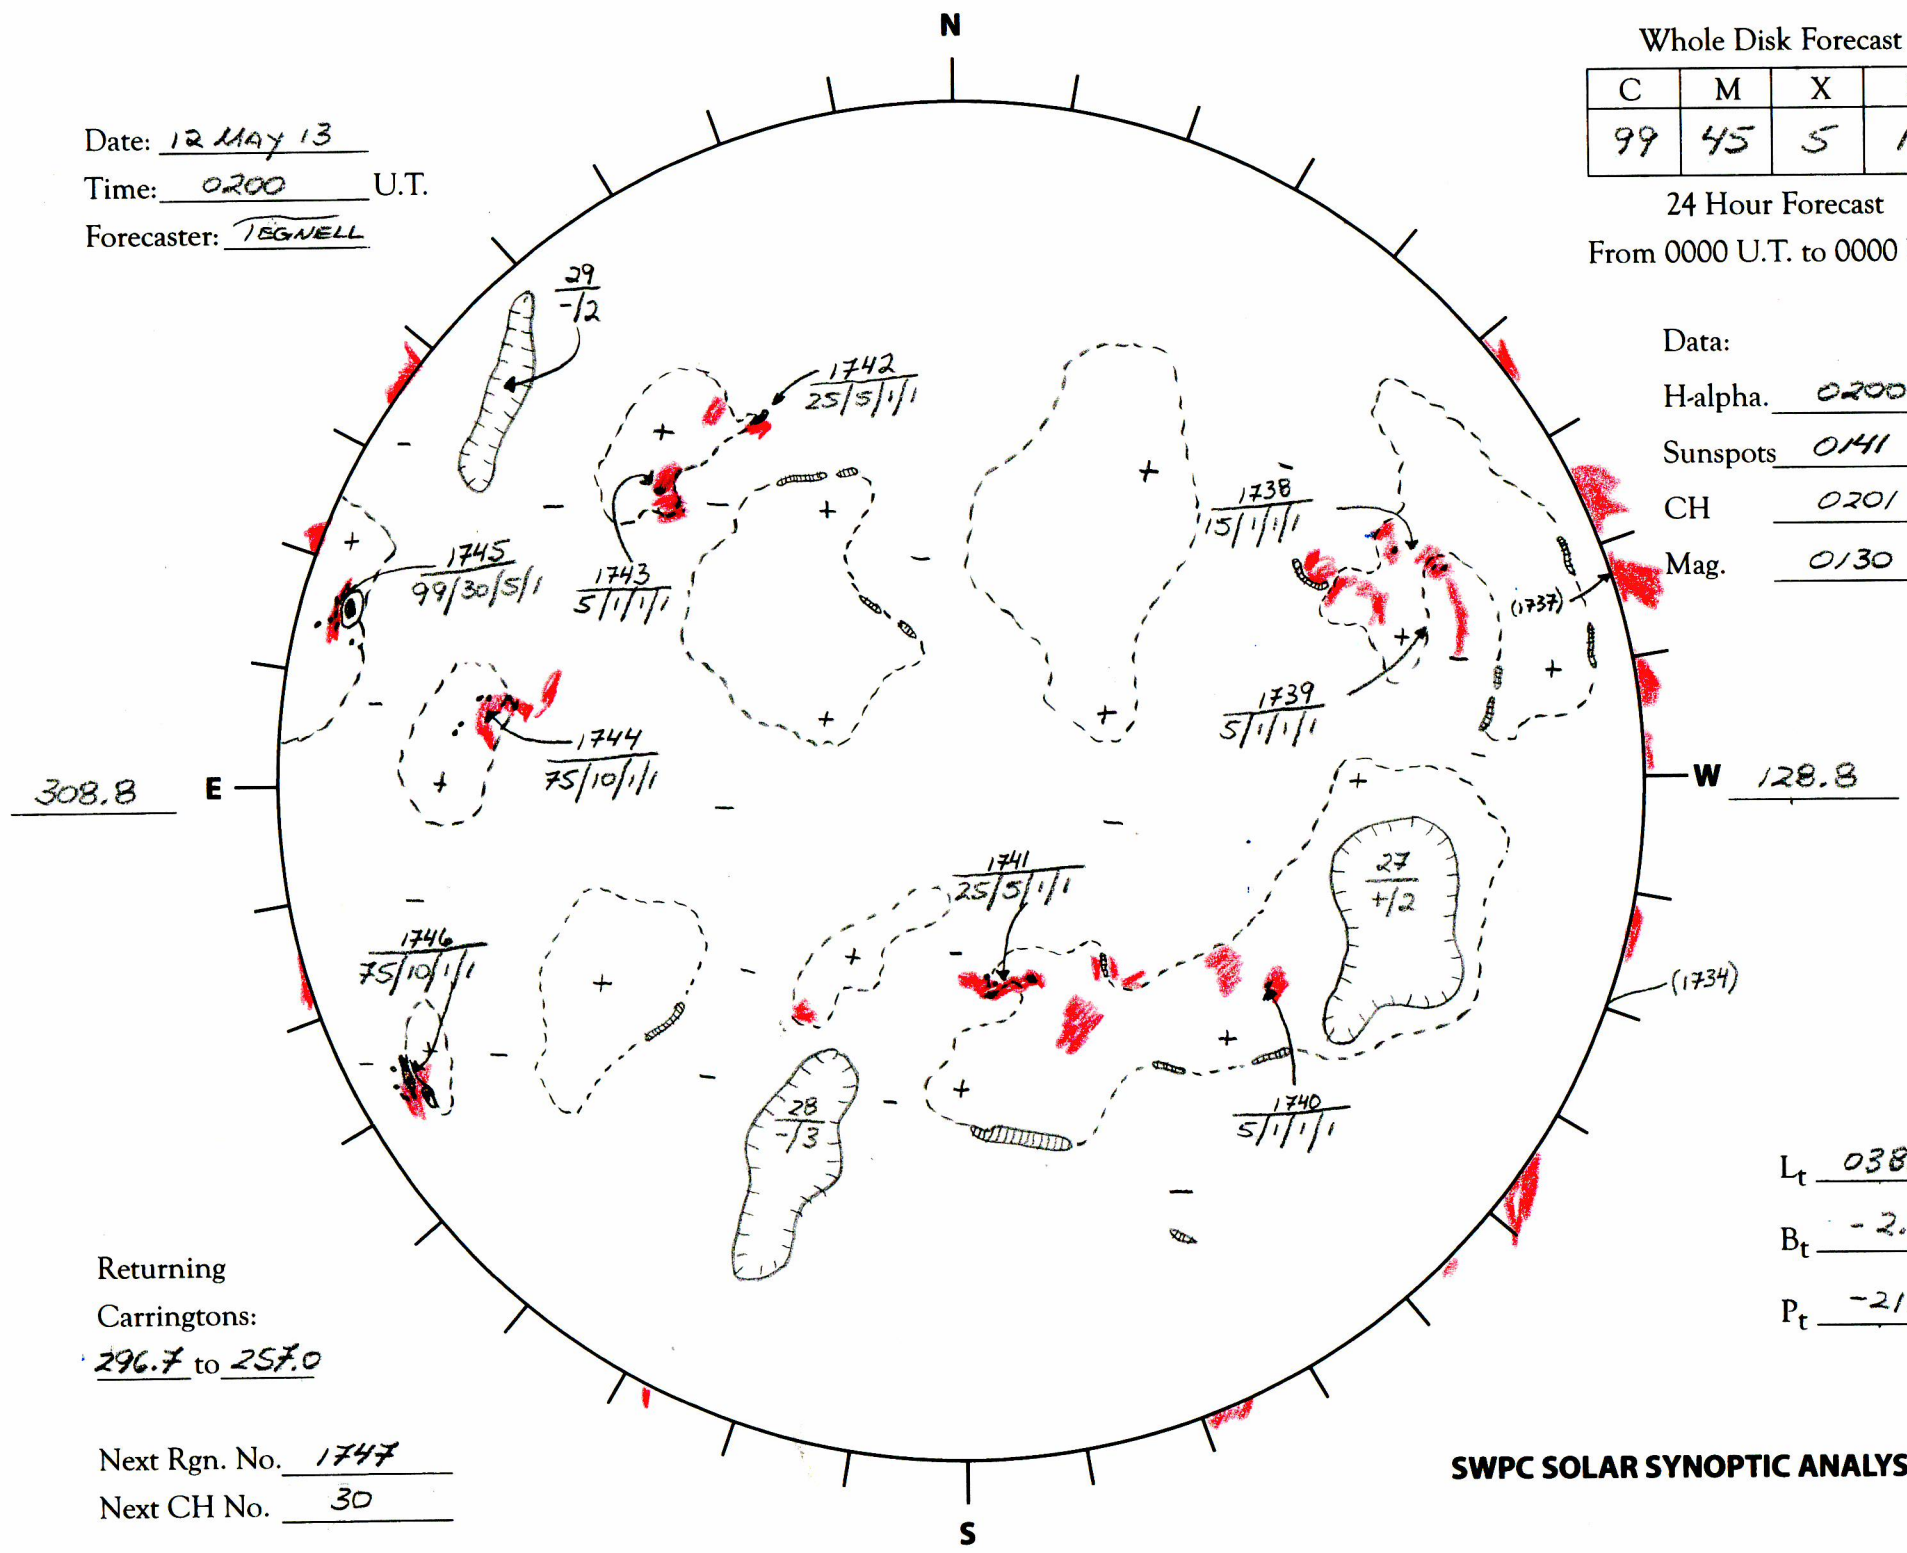 N
Whole Disk Forecast
C M X
99 45 5
24 Hour Forecast
From 0000 U.T. to 0000
Date: 12 MAY 13
Time: 0200 U.T.
Forecaster: TEGNELL
Data:
H-alpha. 0200
Sunspots 0141
CH 0201
Mag. 0130
29
-/2
1742
25/5/1/1
1738
15/1/1/1
1745
99/30/5/1
1743
5/1/1/1
(1737)
1739
5/1/1/1
1744
75/10/1/1
308.8 E
W 128.8
1741
25/5/1/1
27
+/2
1746
75/10/1/1
(1734)
28
-/3
1740
5/1/1/1
Lt 038
Bt -2.
Pt -21
Returning
Carringtons:
296.7 to 257.0
Next Rgn. No. 1747
Next CH No. 30
SWPC SOLAR SYNOPTIC ANALYS
S